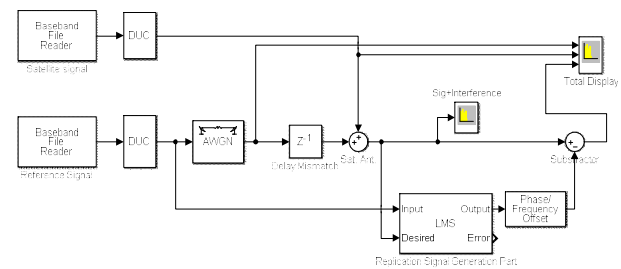 Baseband
File
Reader
Satellite signal
DUC
Total Display
Sig+Interference
Baseband
File
Reader
Reference Signal
DUC
AWGN
Z-1
Delay Mismatch
Sat. Ant.
Subtractor
Input
Output
LMS
Desired
Error
Replication Signal Generation Part
Phase/
Frequency
Offset